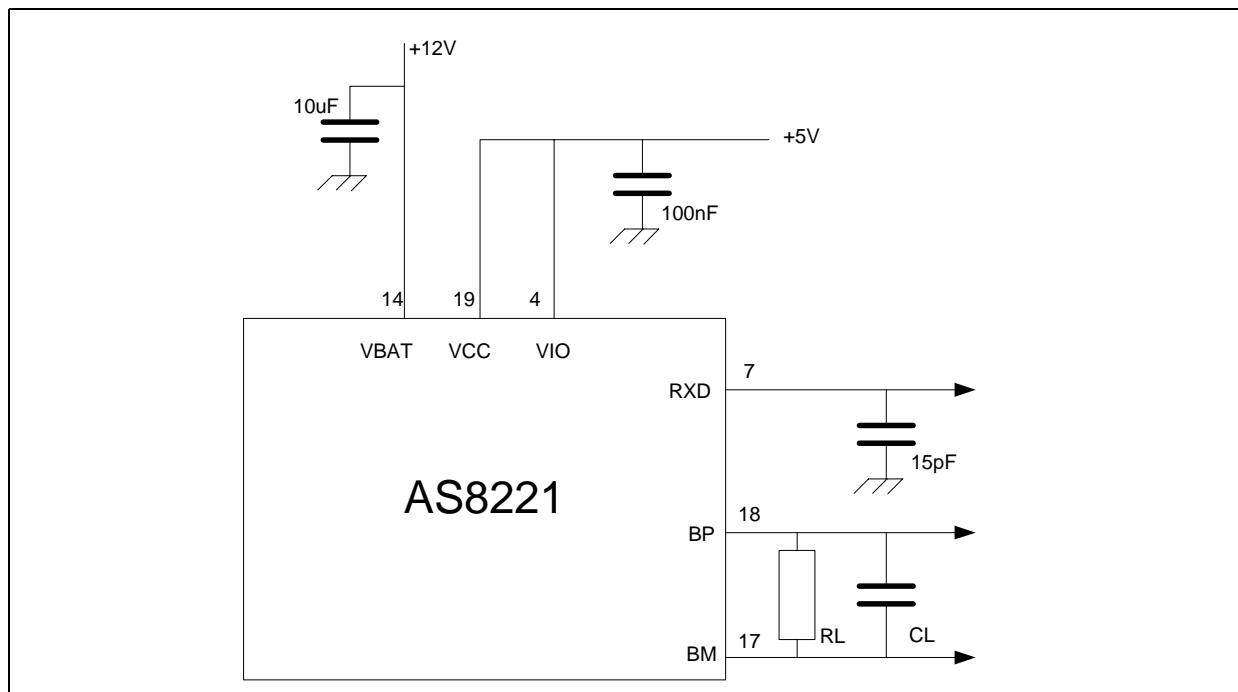 +12V
10uF
+5V
100nF
14 19 4
VBAT VCC VIO
7
RXD
15pF
AS8221
18
BP
17 RL CL
BM